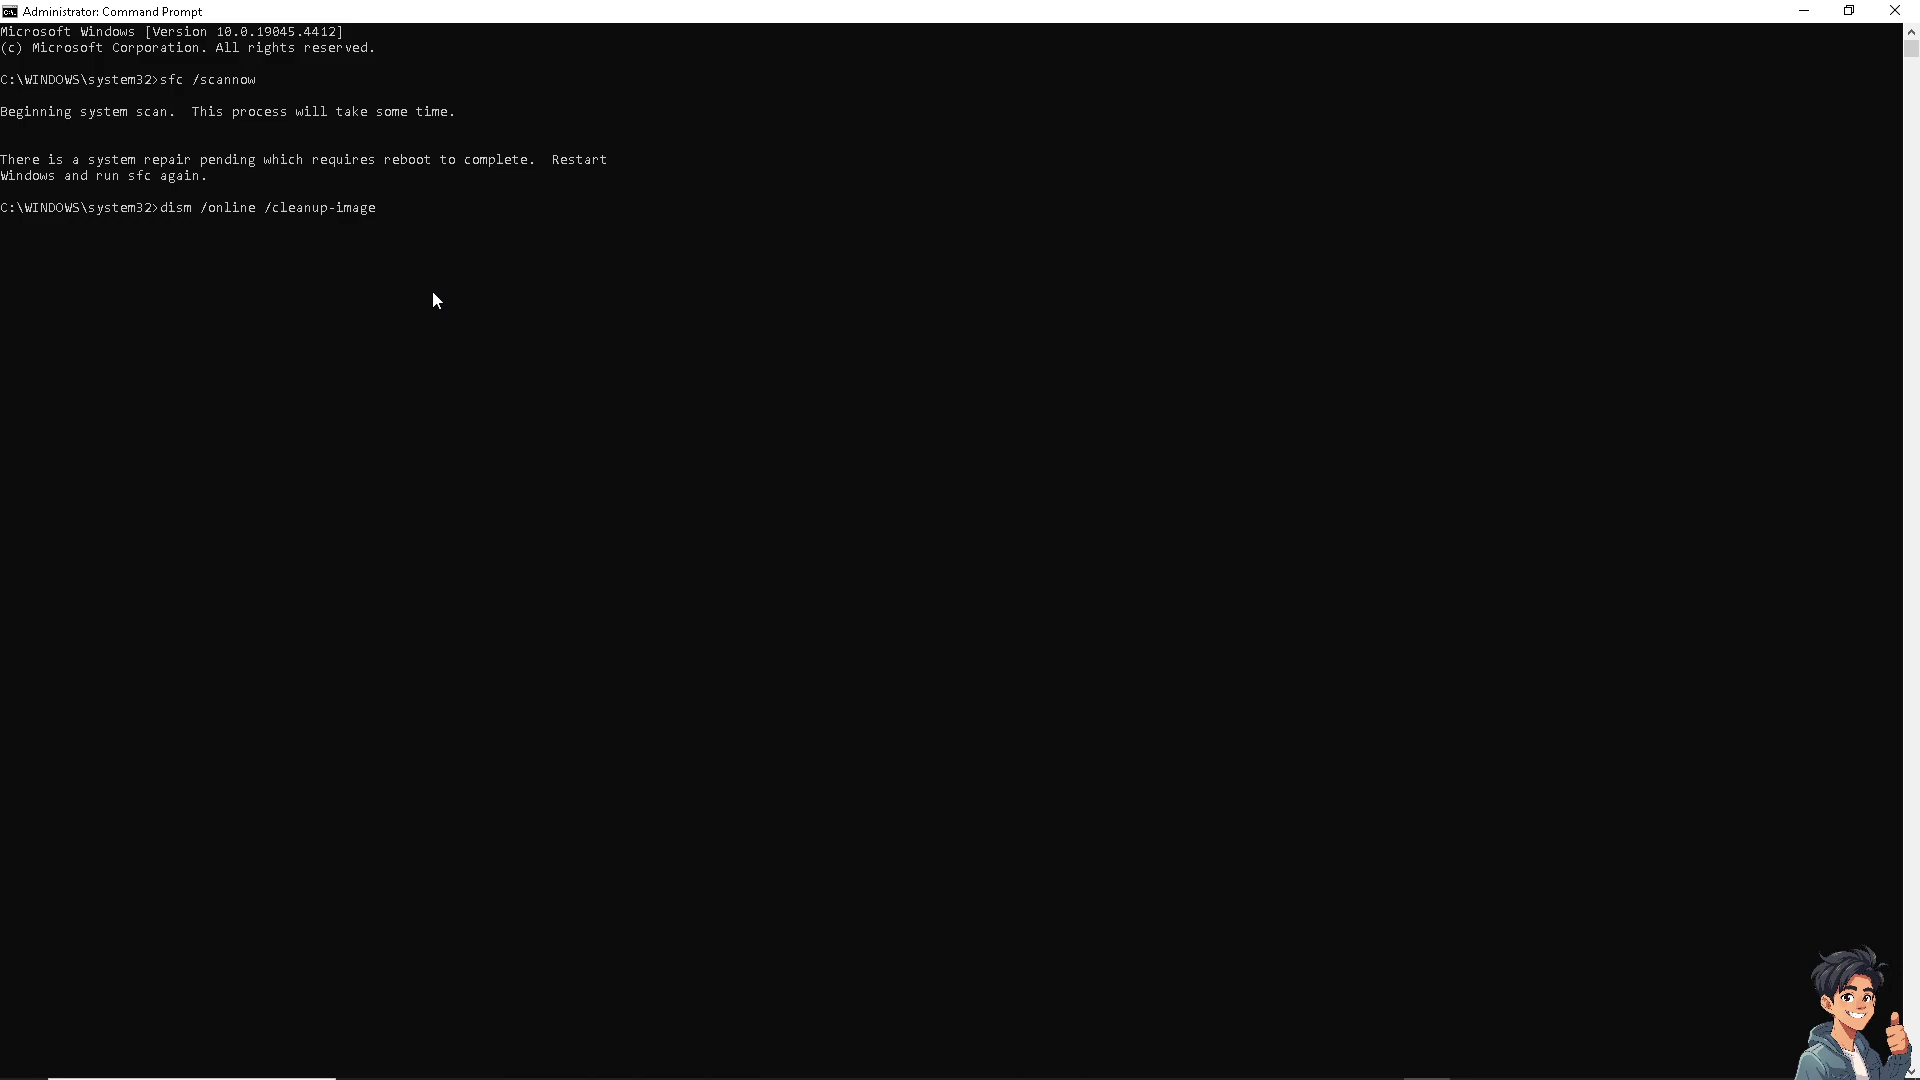 Administrator: Command Prompt
Microsoft Windows [Version 10.0.19045.4412]
(c) Microsoft Corporation. All rights reserved.
C:\WINDOWS\system32>sfc /scannow
Beginning system scan.  This process will take some time.
There is a system repair pending which requires reboot to complete.  Restart
Windows and run sfc again.
C:\WINDOWS\system32>dism /online /cleanup-image